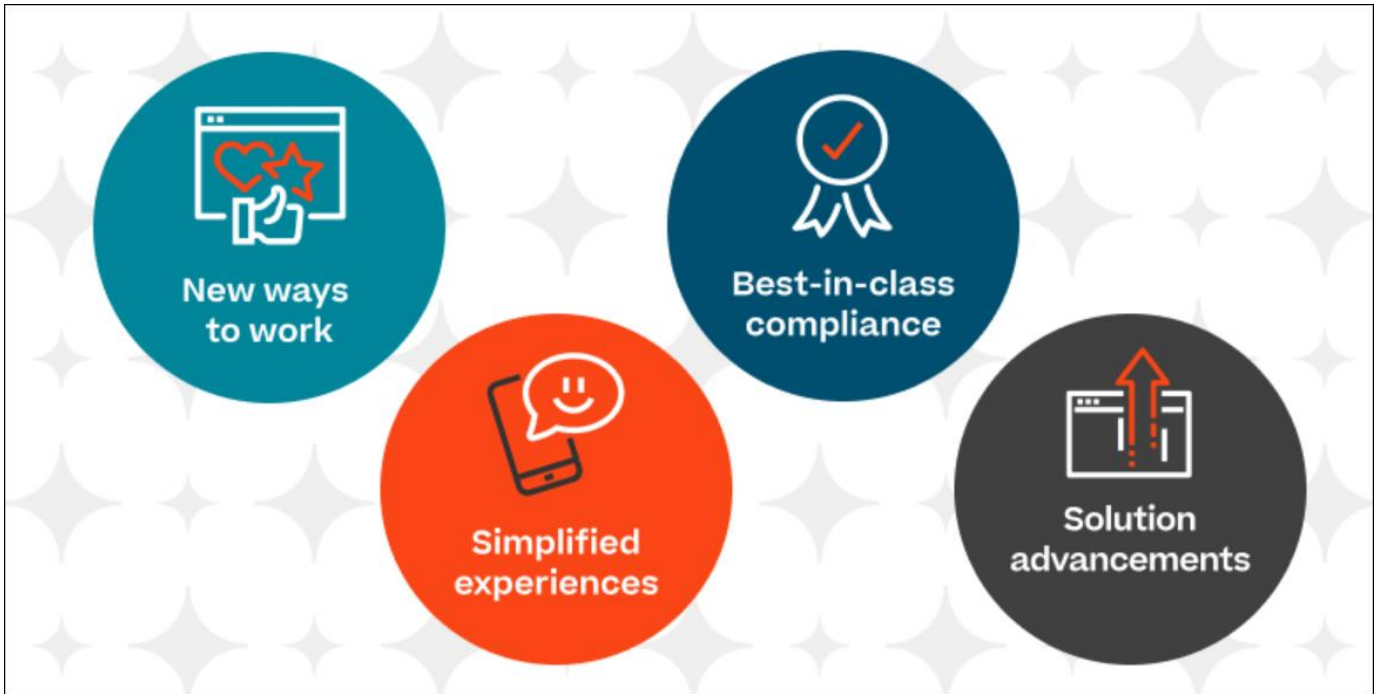 New ways
to work
Simplified
experiences
Best-in-class
compliance
Solution
advancements